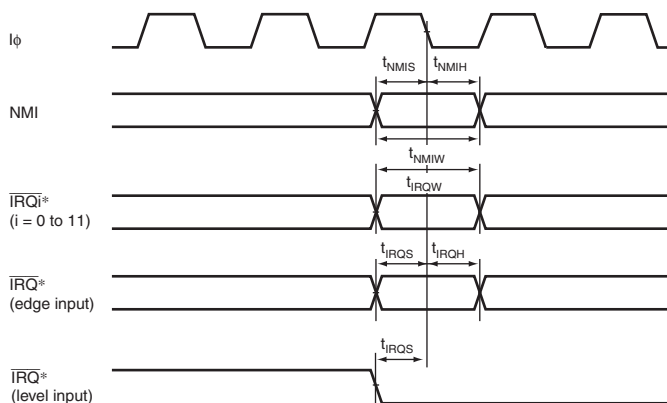 Iφ
tNMIS tNMIH
NMI
tNMIW
IRQi*
(i = 0 to 11)
tIRQW
tIRQS tIRQH
IRQ*
(edge input)
tIRQS
IRQ*
(level input)